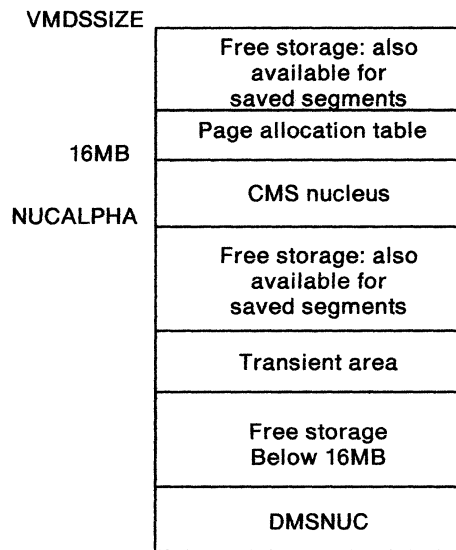 VMDSSIZE
Free storage: also
available for
saved segments
Page allocation table
16MB
CMS nucleus
NUCALPHA
Free storage: also
available for
saved segments
Transient area
Free storage
Below 16MB
DMSNUC